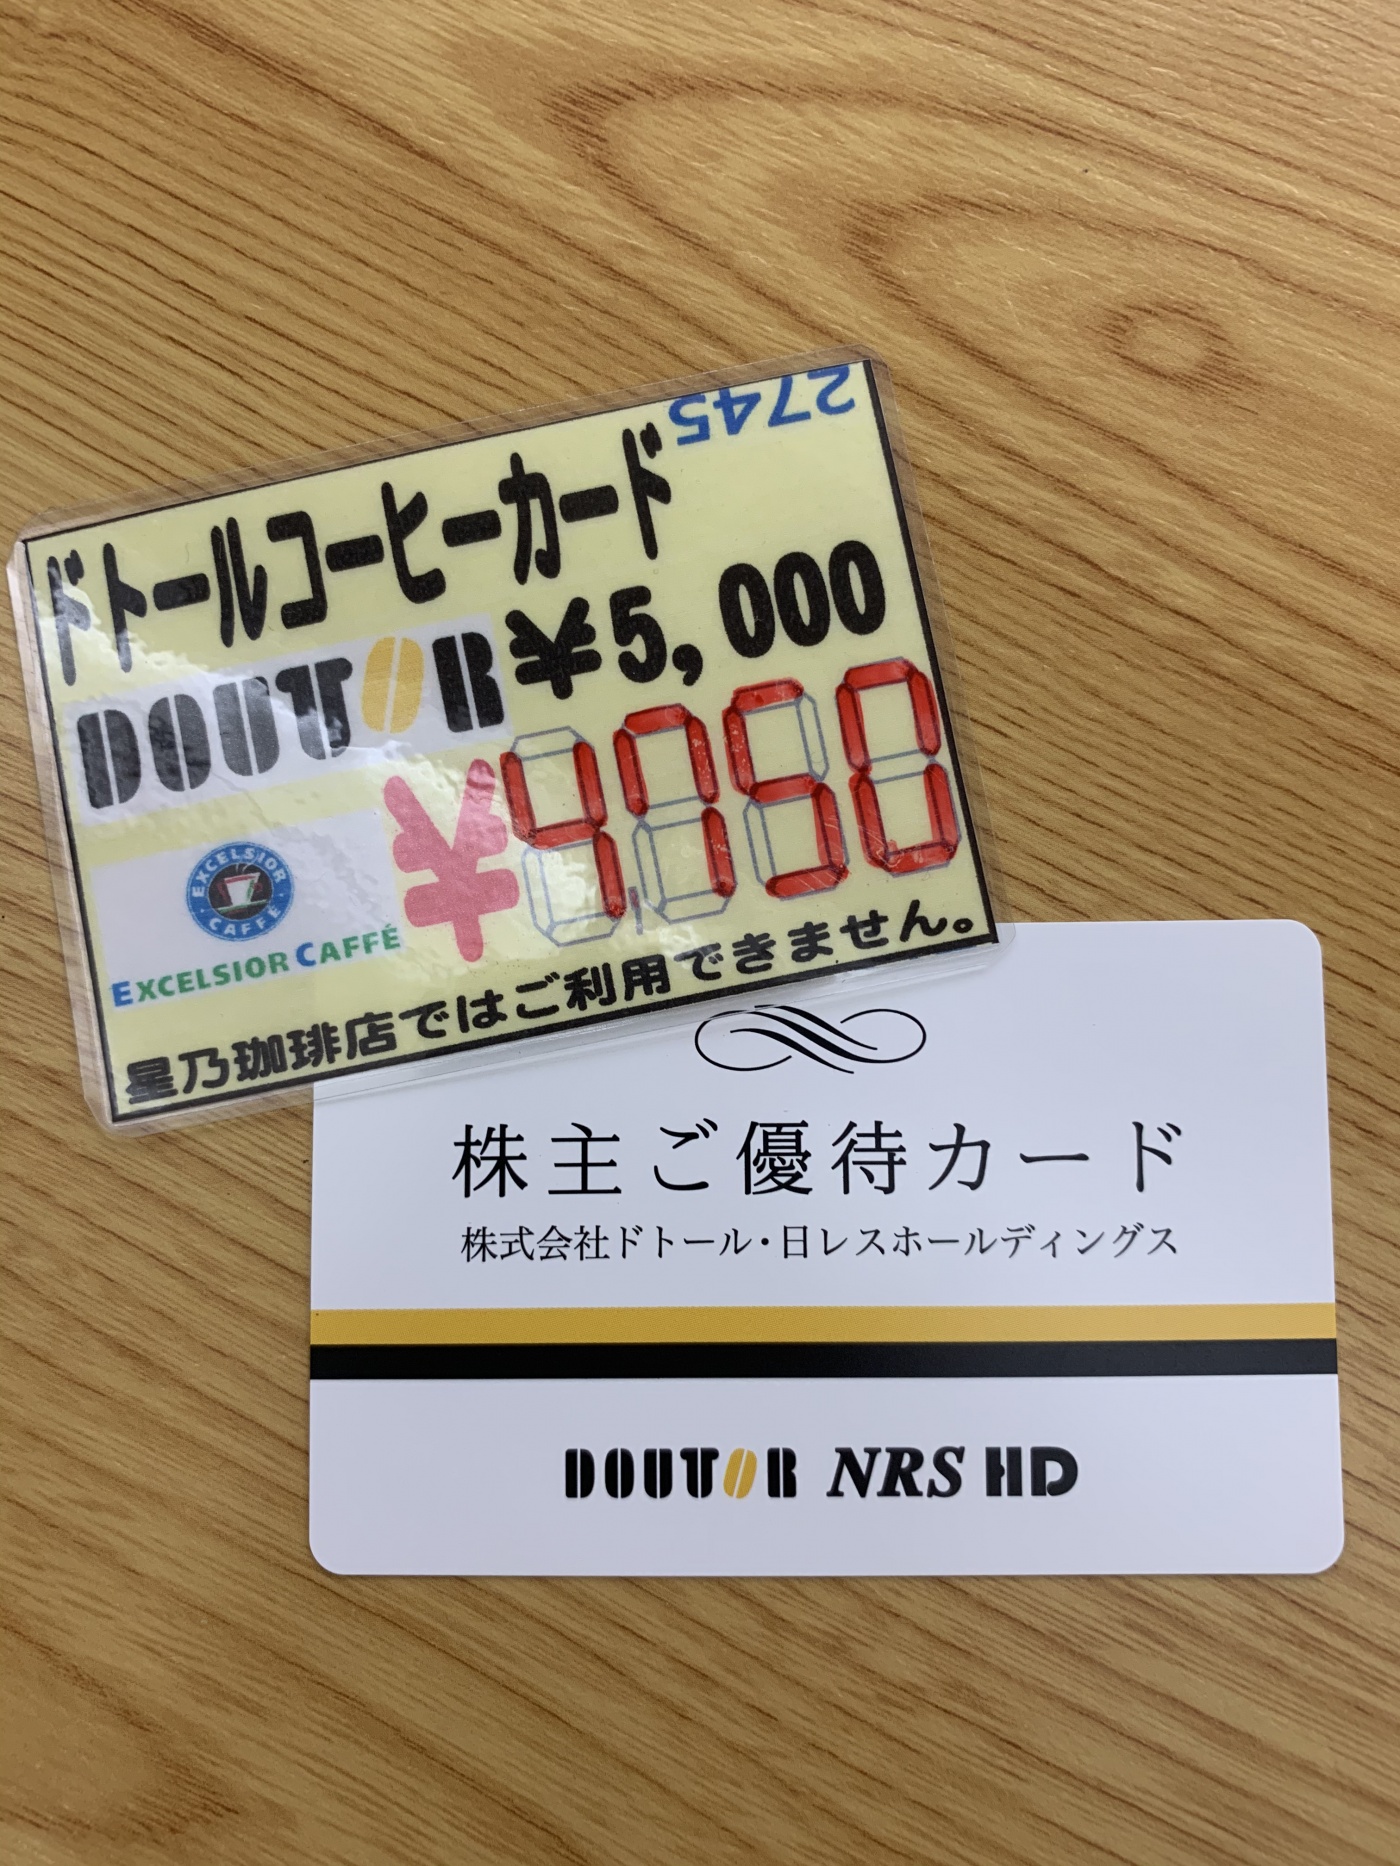 2745
ドトールコーヒーカード
DOUTOR ¥5,000
¥4,750
EXCELSIOR CAFFÉ
EXCELSIOR CAFFÉ
星乃珈琲店ではご利用できません。
株主ご優待カード
株式会社ドトール・日レスホールディングス
DOUTOR NRS HD